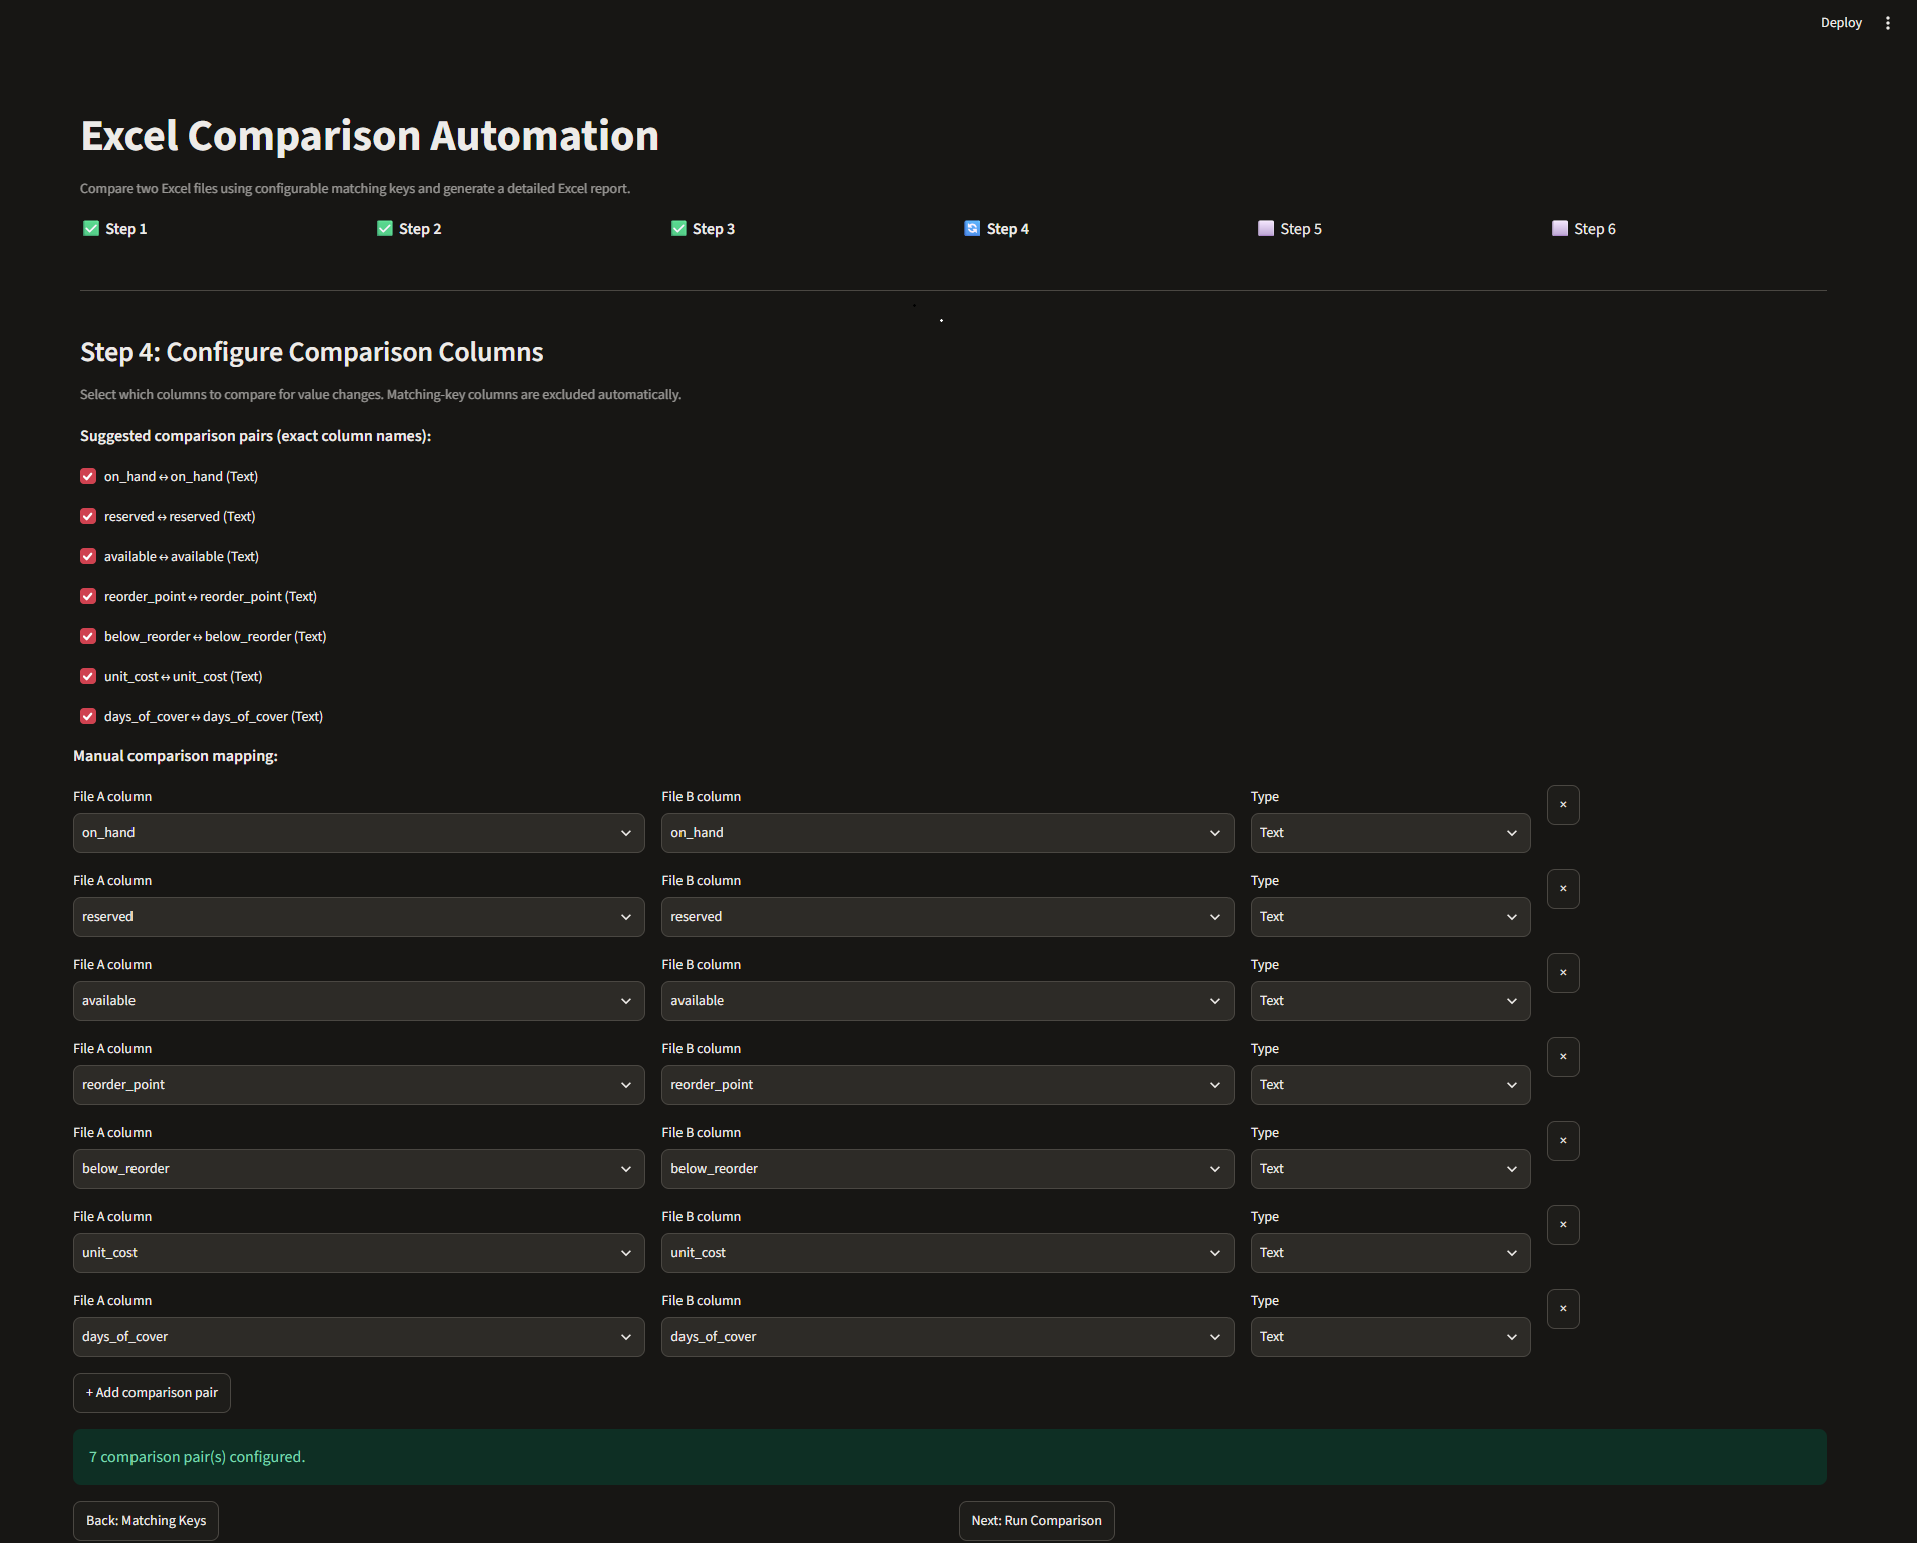 Deploy
Excel Comparison Automation
Compare two Excel files using configurable matching keys and generate a detailed Excel report.
Step 1 Step 2 Step 3 Step 4 Step 5 Step 6
Step 4: Configure Comparison Columns
Select which columns to compare for value changes. Matching-key columns are excluded automatically.
Suggested comparison pairs (exact column names):
on_hand ↔ on_hand (Text)
reserved ↔ reserved (Text)
available ↔ available (Text)
reorder_point ↔ reorder_point (Text)
below_reorder ↔ below_reorder (Text)
unit_cost ↔ unit_cost (Text)
days_of_cover ↔ days_of_cover (Text)
Manual comparison mapping:
File A column File B column Type
on_hand on_hand Text ×
File A column File B column Type
reserved reserved Text ×
File A column File B column Type
available available Text ×
File A column File B column Type
reorder_point reorder_point Text ×
File A column File B column Type
below_reorder below_reorder Text ×
File A column File B column Type
unit_cost unit_cost Text ×
File A column File B column Type
days_of_cover days_of_cover Text ×
+ Add comparison pair
7 comparison pair(s) configured.
Back: Matching Keys Next: Run Comparison